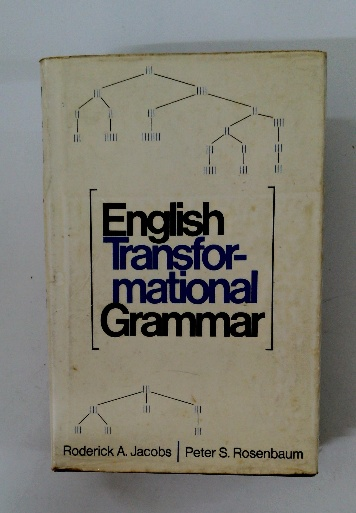 English
Transfor-
mational
Grammar
Roderick A. Jacobs | Peter S. Rosenbaum